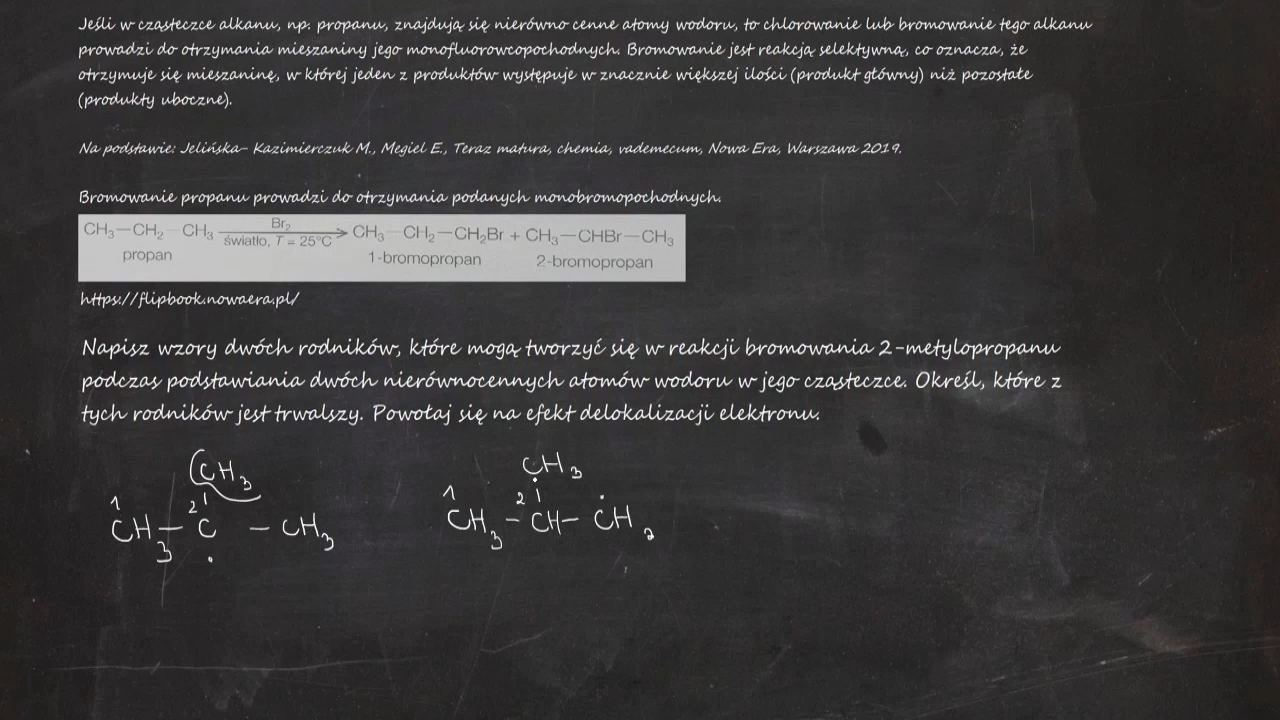 Jeśli w cząsteczce alkanu, np. propanu, znajdują się nierówno cenne atomy wodoru, to chlorowanie lub bromowanie tego alkanu
prowadzi do otrzymania mieszaniny jego monofluorowcopochodnych. Bromowanie jest reakcją selektywną, co oznacza, że
otrzymuje się mieszaninę, w której jeden z produktów występuje w znacznie większej ilości (produkt główny) niż pozostałe
(produkty uboczne).
Na podstawie: Jelińska- Kazimierczuk M., Megiel E., Teraz matura, chemia, vademecum, Nowa Era, Warszawa 2019.
Bromowanie propanu prowadzi do otrzymania podanych monobromopochodnych.
CH₃—CH₂—CH₃ Br₂ światło, T = 25°C → CH₃—CH₂—CH₂Br + CH₃—CHBr—CH₃
propan 1-bromopropan 2-bromopropan
https://flipbook.nowaera.pl/
Napisz wzory dwóch rodników, które mogą tworzyć się w reakcji bromowania 2-metylopropanu
podczas podstawiania dwóch nierównocennych atomów wodoru w jego cząsteczce. Określ, które z
tych rodników jest trwalszy. Powołaj się na efekt delokalizacji elektronu.
CH3 CH3
1 2 1 2
CH3 – C – CH3 CH3 – CH – CH2